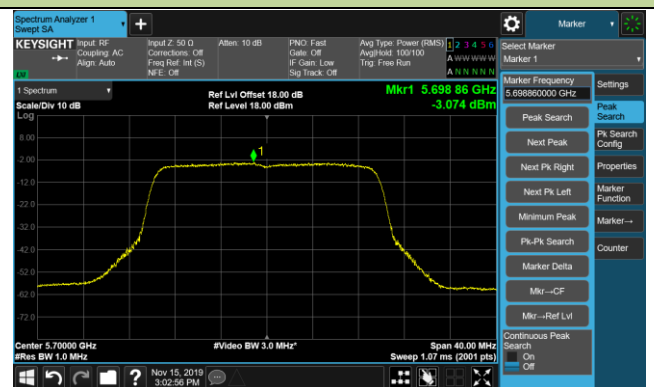 Spectrum Analyzer 1
Swept SA
+
Marker
KEYSIGHT
Input: RF
Coupling: AC
Align: Auto
Input Z: 50 Ω
Corrections: Off
Freq Ref: Int (S)
NFE: Off
Atten: 10 dB
PNO: Fast
Gate: Off
IF Gain: Low
Sig Track: Off
Avg Type: Power (RMS)
Avg|Hold: 100/100
Trig: Free Run
1 2 3 4 5 6
A W W W W W
A N N N N N
LXI
Select Marker
Marker 1
1 Spectrum
Scale/Div 10 dB
Log
Ref Lvl Offset 18.00 dB
Ref Level 18.00 dBm
Mkr1 5.698 86 GHz
-3.074 dBm
8.00
-2.00
-12.0
-22.0
-32.0
-42.0
-52.0
-62.0
-72.0
1
Center 5.70000 GHz
#Res BW 1.0 MHz
#Video BW 3.0 MHz*
Span 40.00 MHz
Sweep 1.07 ms (2001 pts)
Marker Frequency
5.698860000 GHz
Peak Search
Next Peak
Next Pk Right
Next Pk Left
Minimum Peak
Pk-Pk Search
Marker Delta
Mkr→CF
Mkr→Ref Lvl
Continuous Peak
Search
On
Off
Settings
Peak
Search
Pk Search
Config
Properties
Marker
Function
Marker→
Counter
?
Nov 15, 2019
3:02:56 PM